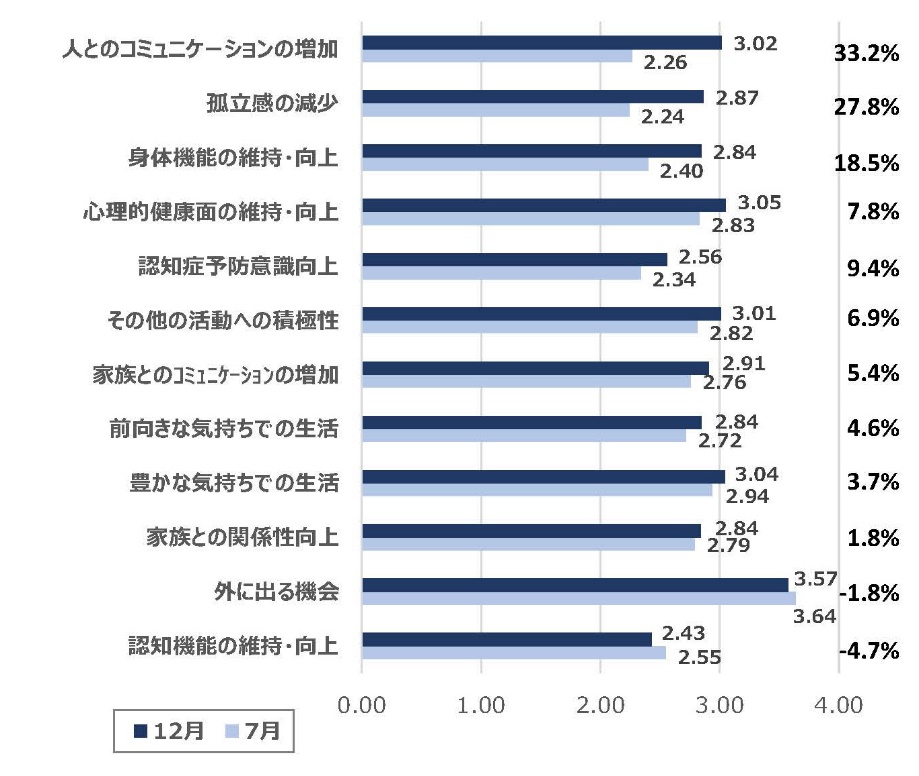 人とのコミュニケーションの増加 3.02 2.26 33.2%
孤立感の減少 2.87 2.24 27.8%
身体機能の維持・向上 2.84 2.40 18.5%
心理的健康面の維持・向上 3.05 2.83 7.8%
認知症予防意識向上 2.56 2.34 9.4%
その他の活動への積極性 3.01 2.82 6.9%
家族とのｺﾐｭﾆｹｰｼｮﾝの増加 2.91 2.76 5.4%
前向きな気持ちでの生活 2.84 2.72 4.6%
豊かな気持ちでの生活 3.04 2.94 3.7%
家族との関係性向上 2.84 2.79 1.8%
外に出る機会 3.57 3.64 -1.8%
認知機能の維持・向上 2.43 2.55 -4.7%
0.00 1.00 2.00 3.00 4.00
12月 7月